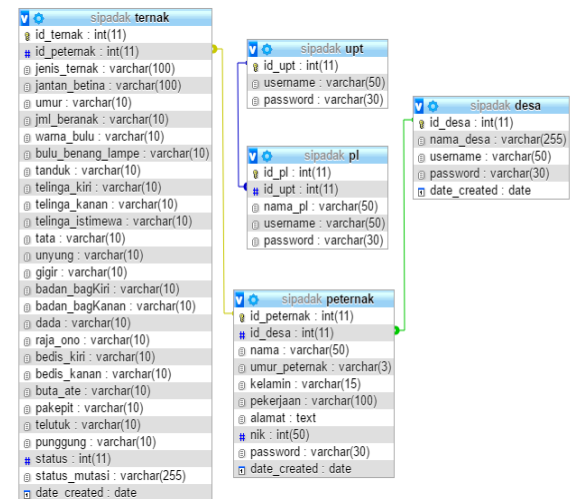 sipadak ternak
id_ternak : int(11)
id_peternak : int(11)
jenis_ternak : varchar(100)
jantan_betina : varchar(100)
umur : varchar(10)
jml_beranak : varchar(10)
warna_bulu : varchar(10)
bulu_benang_lampe : varchar(10)
tanduk : varchar(10)
telinga_kiri : varchar(10)
telinga_kanan : varchar(10)
telinga_istimewa : varchar(10)
tata : varchar(10)
unyung : varchar(10)
gigir : varchar(10)
badan_bagKiri : varchar(10)
badan_bagKanan : varchar(10)
dada : varchar(10)
raja_ono : varchar(10)
bedis_kiri : varchar(10)
bedis_kanan : varchar(10)
buta_ate : varchar(10)
pakepit : varchar(10)
telutuk : varchar(10)
punggung : varchar(10)
status : int(11)
status_mutasi : varchar(255)
date_created : date
sipadak upt
id_upt : int(11)
username : varchar(50)
password : varchar(30)
sipadak pl
id_pl : int(11)
id_upt : int(11)
nama_pl : varchar(50)
username : varchar(50)
password : varchar(30)
sipadak peternak
id_peternak : int(11)
id_desa : int(11)
nama : varchar(50)
umur_peternak : varchar(3)
kelamin : varchar(15)
pekerjaan : varchar(100)
alamat : text
nik : int(50)
password : varchar(30)
date_created : date
sipadak desa
id_desa : int(11)
nama_desa : varchar(255)
username : varchar(50)
password : varchar(30)
date_created : date